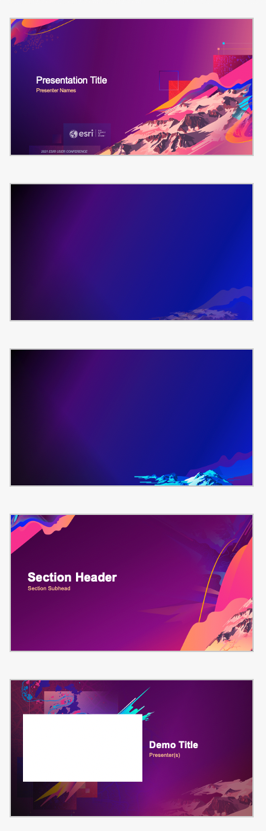 Presentation Title
Presenter Names
esri
2021 ESRI USER CONFERENCE
Section Header
Section Subhead
Demo Title
Presenter(s)